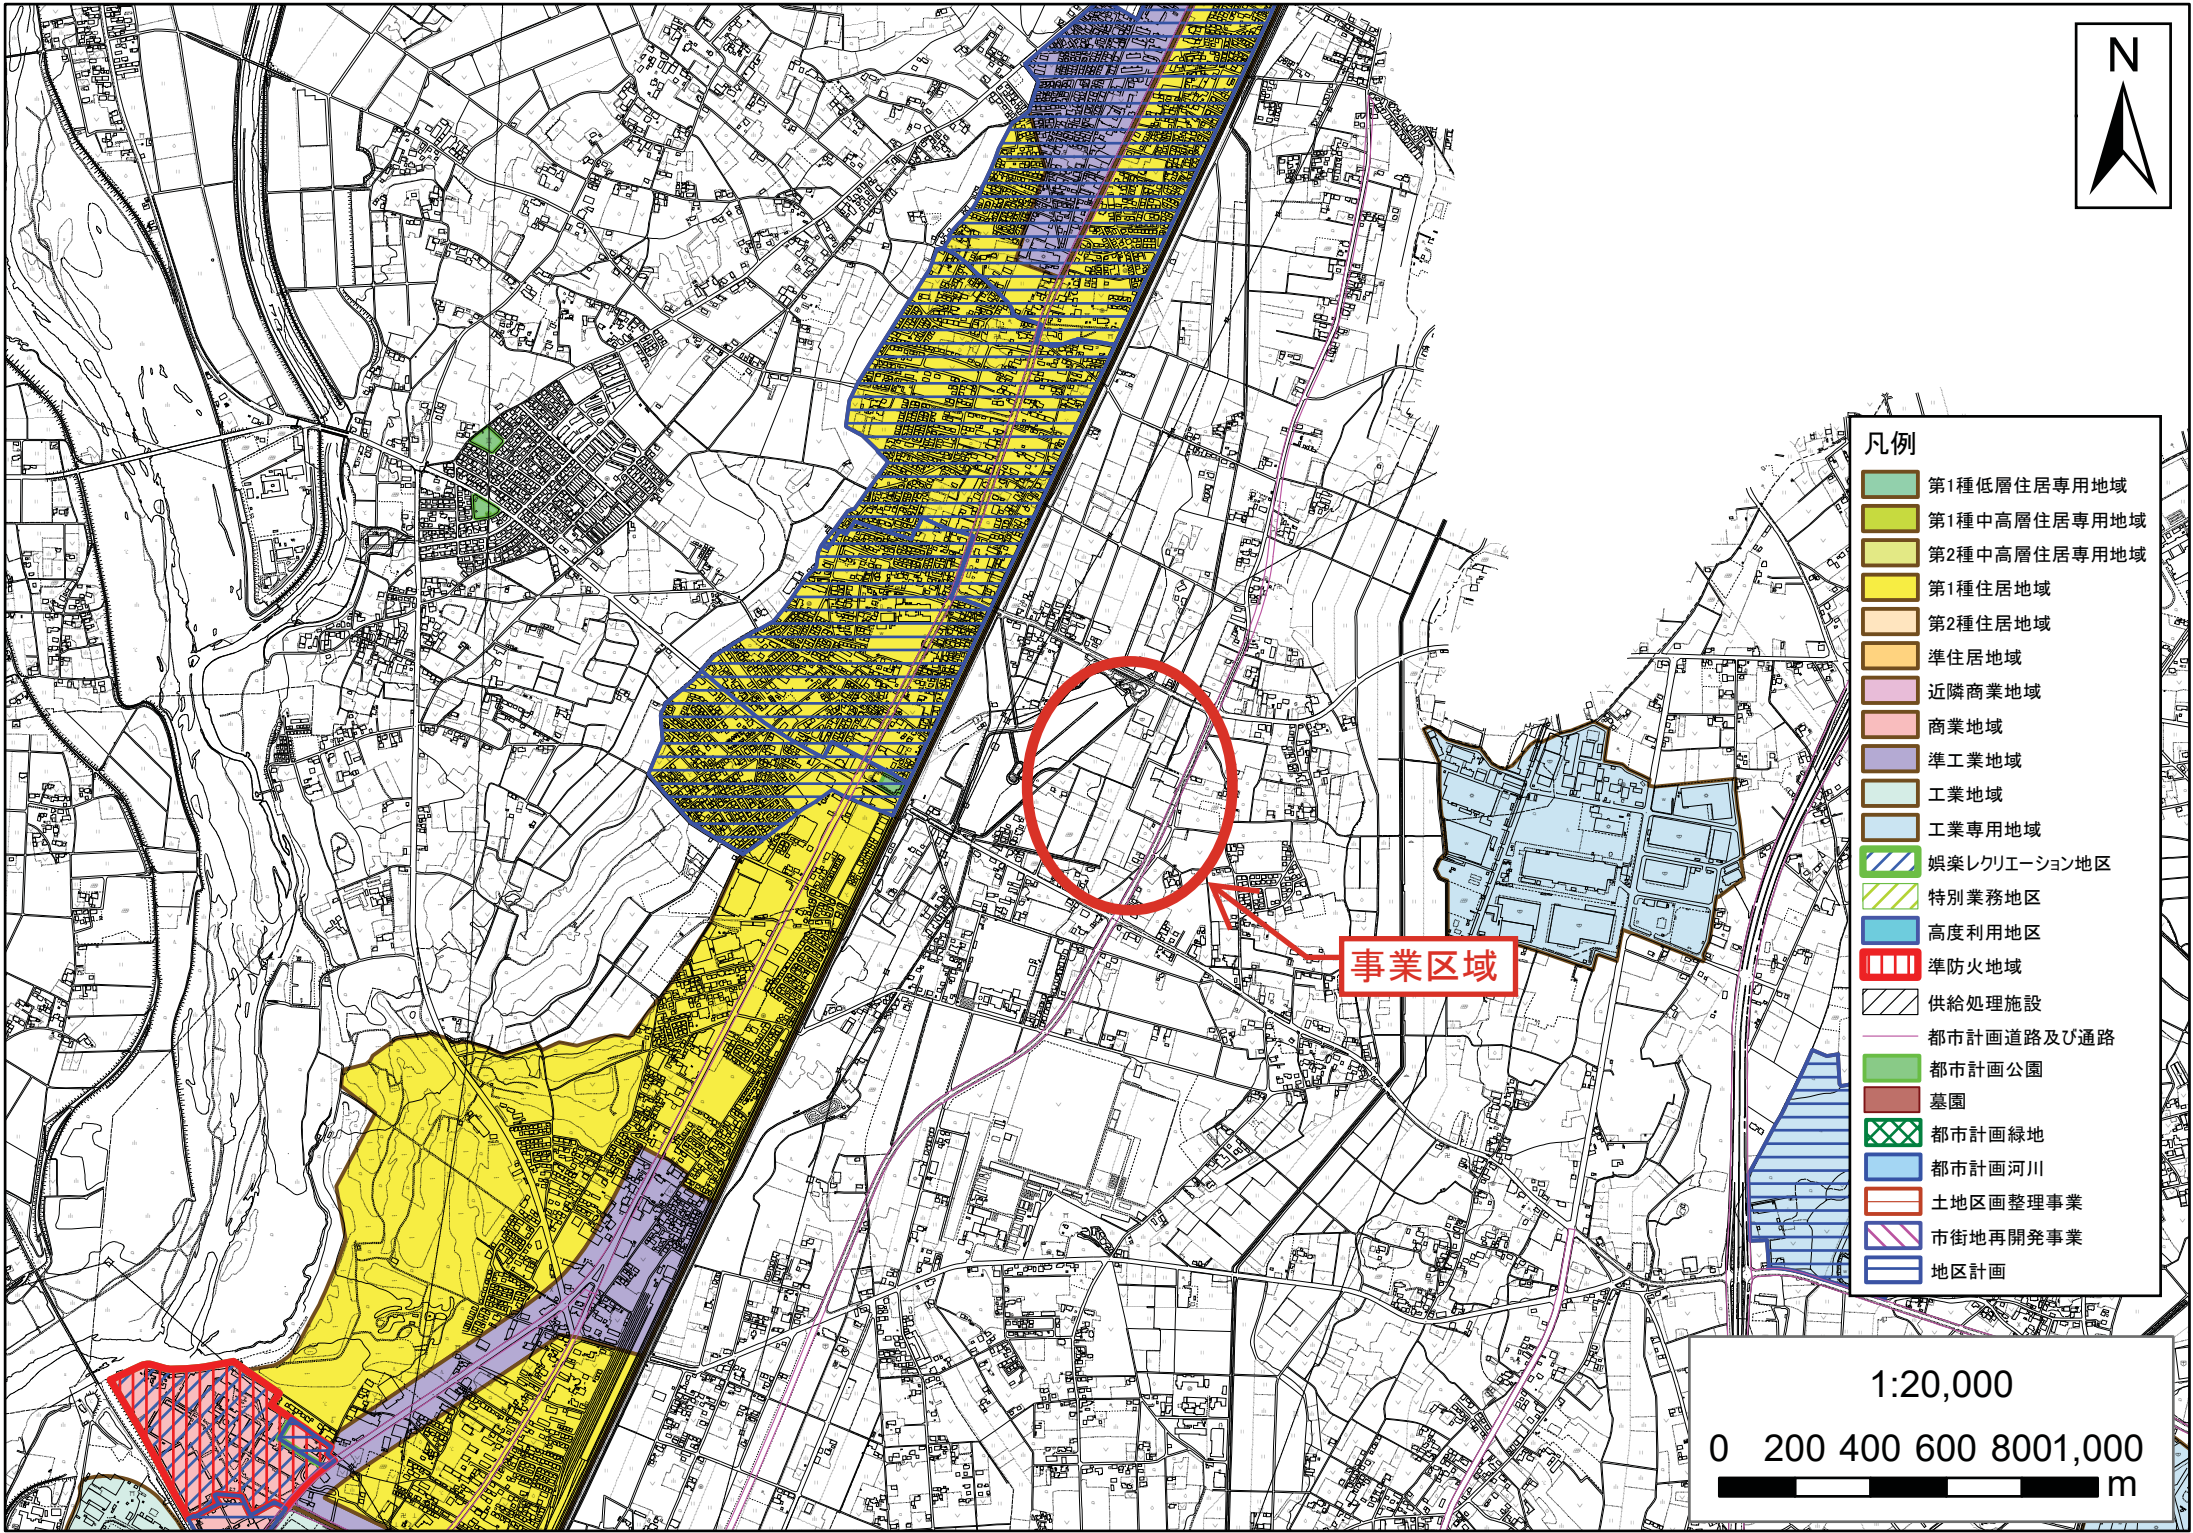 N
凡例
第1種低層住居専用地域
第1種中高層住居専用地域
第2種中高層住居専用地域
第1種住居地域
第2種住居地域
準住居地域
近隣商業地域
商業地域
準工業地域
工業地域
工業専用地域
娯楽レクリエーション地区
特別業務地区
高度利用地区
準防火地域
供給処理施設
都市計画道路及び通路
都市計画公園
墓園
都市計画緑地
都市計画河川
土地区画整理事業
市街地再開発事業
地区計画
事業区域
1:20,000
0 200 400 600 8001,000
m